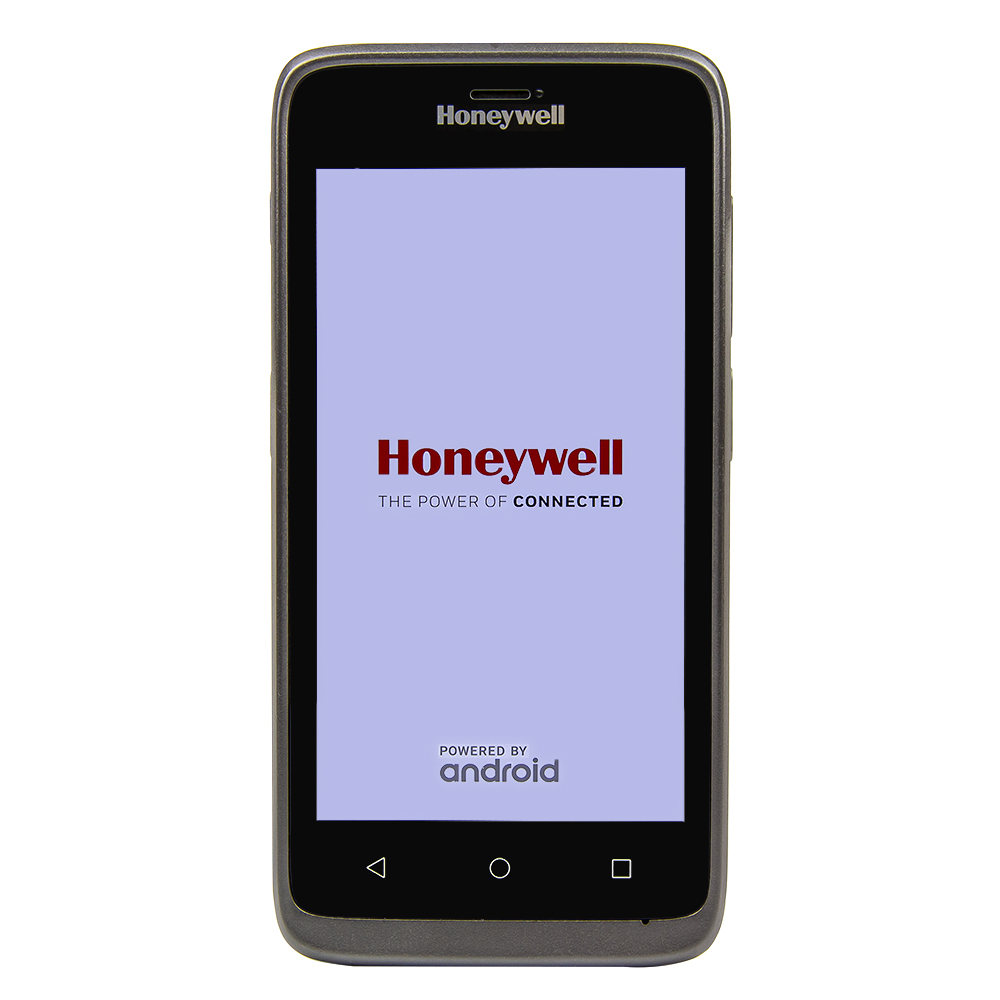 Honeywell
Honeywell
THE POWER OF CONNECTED
POWERED BY
android